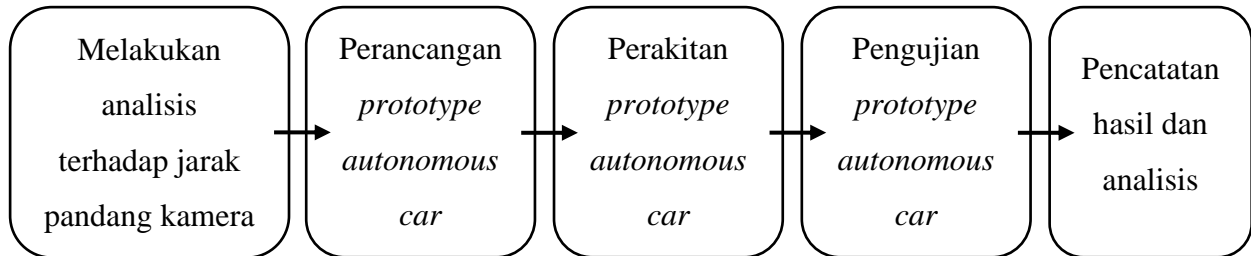 Melakukan
analisis
terhadap jarak
pandang kamera
Perancangan
prototype
autonomous
car
Perakitan
prototype
autonomous
car
Pengujian
prototype
autonomous
car
Pencatatan
hasil dan
analisis